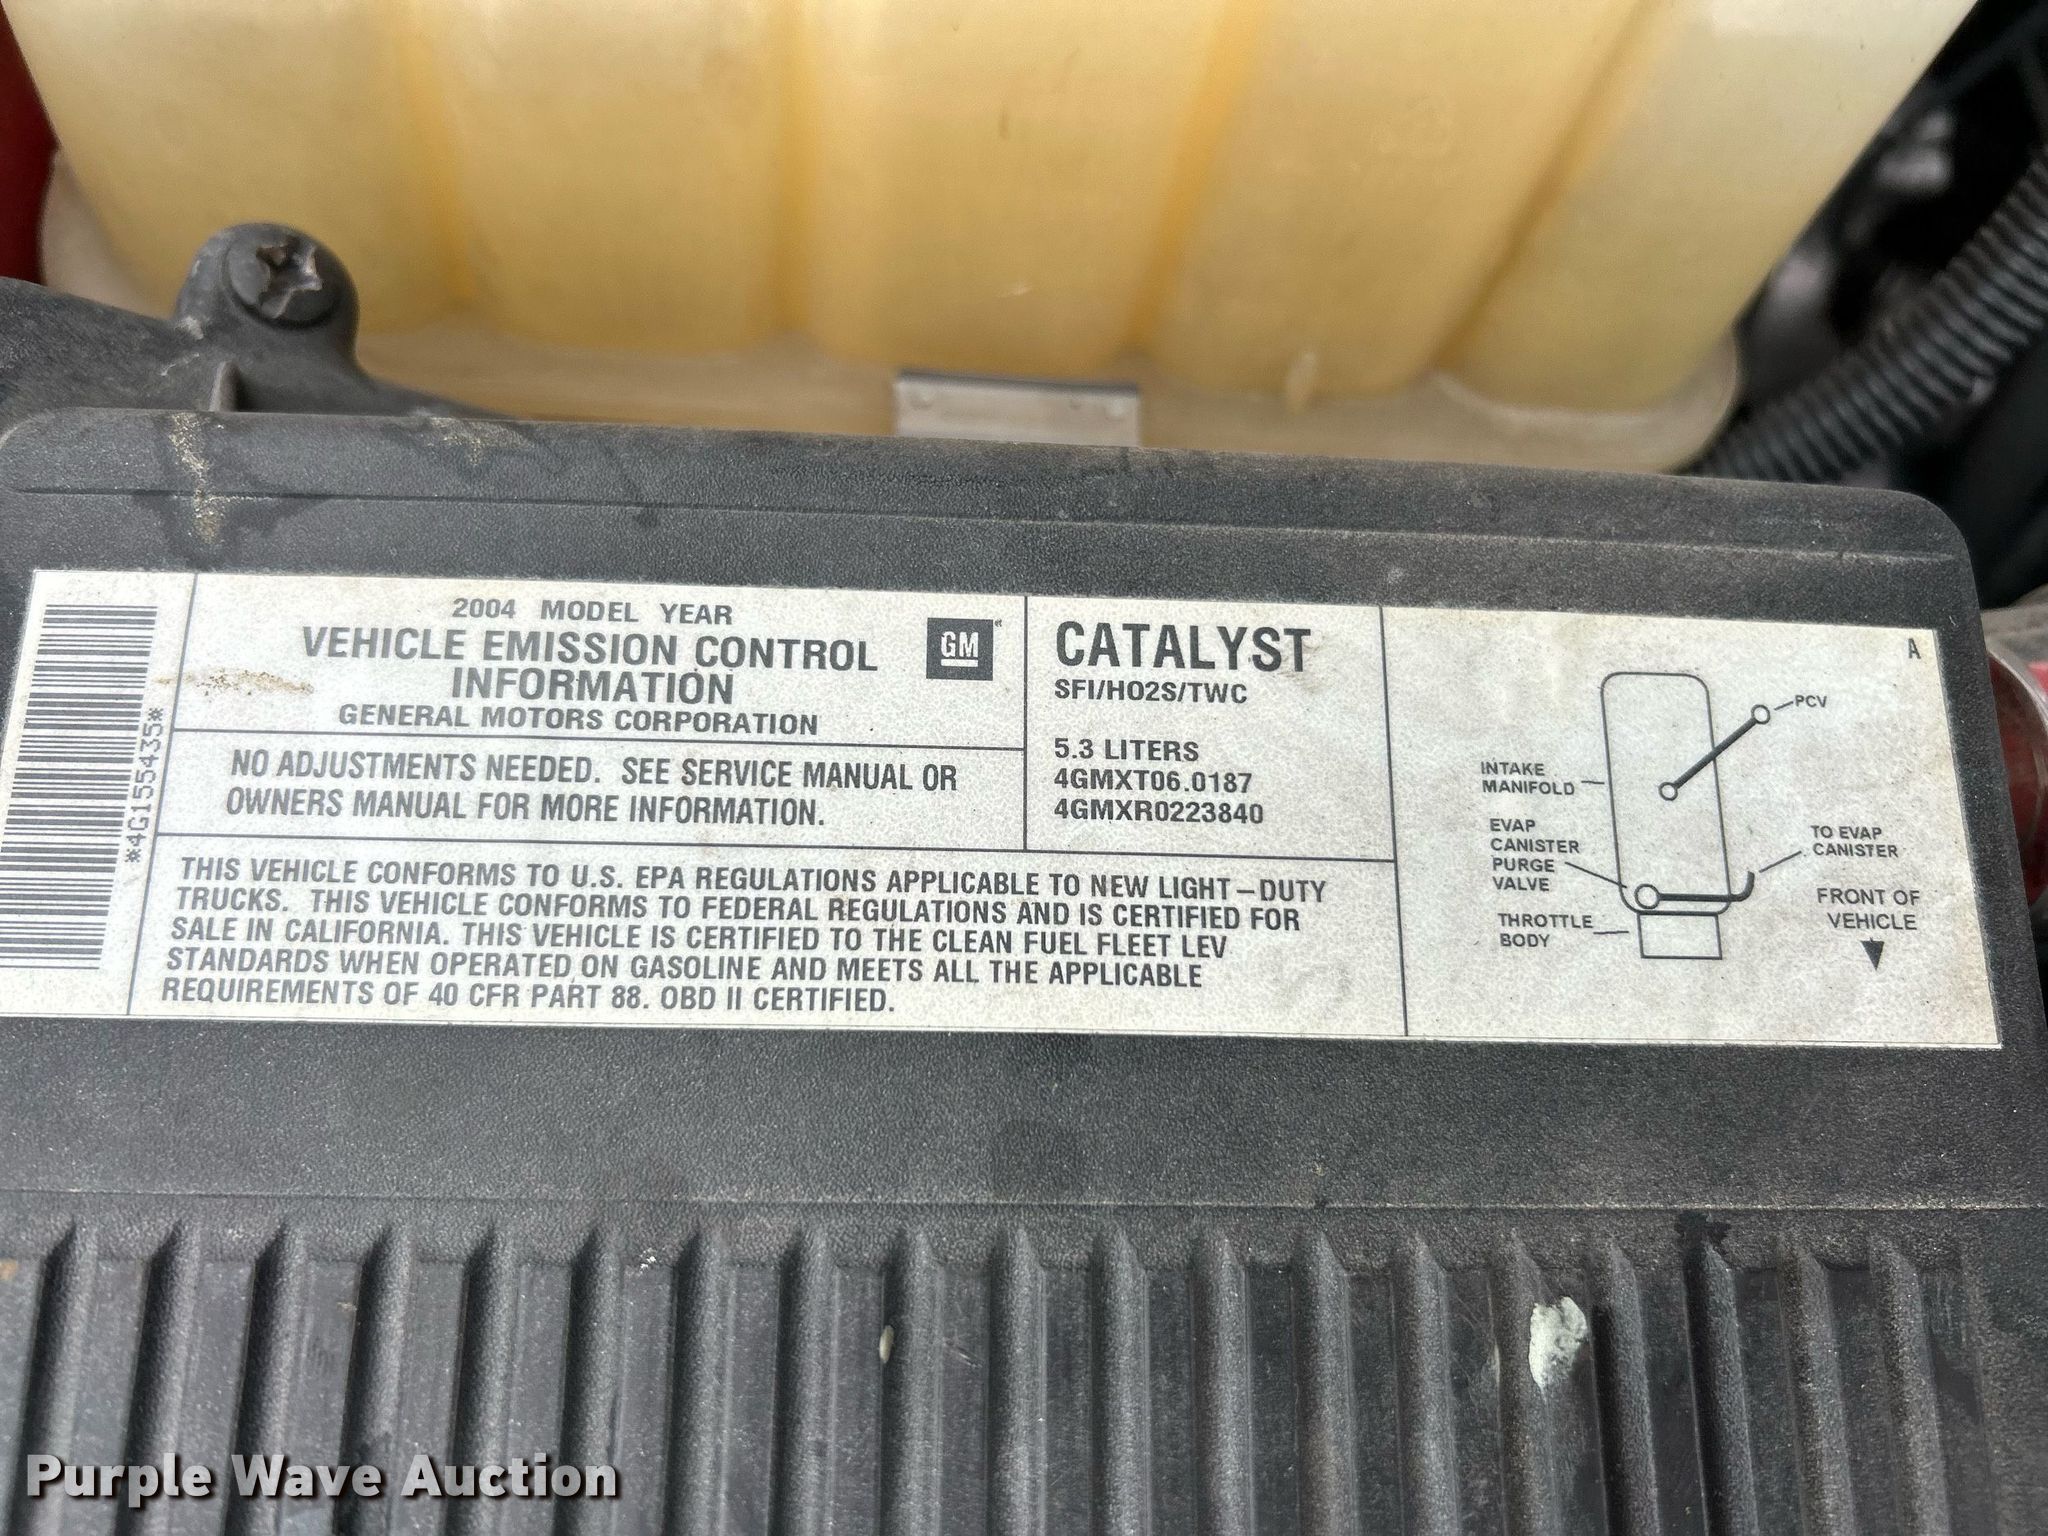 2004 MODEL YEAR
VEHICLE EMISSION CONTROL
INFORMATION
GENERAL MOTORS CORPORATION
GM
NO ADJUSTMENTS NEEDED. SEE SERVICE MANUAL OR
OWNERS MANUAL FOR MORE INFORMATION.
CATALYST
SFI/HO2S/TWC
5.3 LITERS
4GMXT06.0187
4GMXR0223840
THIS VEHICLE CONFORMS TO U.S. EPA REGULATIONS APPLICABLE TO NEW LIGHT-DUTY
TRUCKS. THIS VEHICLE CONFORMS TO FEDERAL REGULATIONS AND IS CERTIFIED FOR
SALE IN CALIFORNIA. THIS VEHICLE IS CERTIFIED TO THE CLEAN FUEL FLEET LEV
STANDARDS WHEN OPERATED ON GASOLINE AND MEETS ALL THE APPLICABLE
REQUIREMENTS OF 40 CFR PART 88. OBD II CERTIFIED.
*4G155435*
A
PCV
INTAKE
MANIFOLD
EVAP
CANISTER
PURGE
VALVE
THROTTLE
BODY
TO EVAP
CANISTER
FRONT OF
VEHICLE
Purple Wave Auction